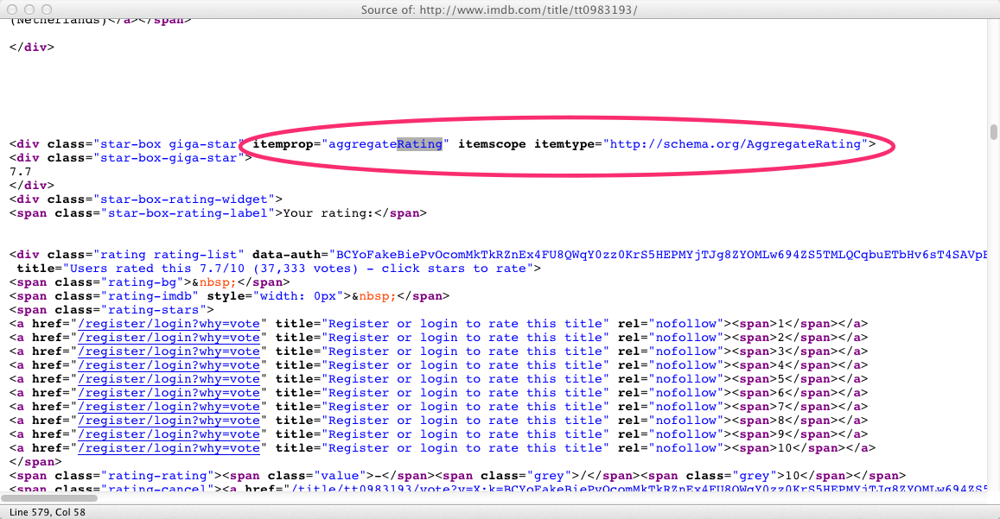 Source of: http://www.imdb.com/title/tt0983193/
(Netherlands)</a></span>
</div>
<div class="star-box giga-star" itemprop="aggregateRating" itemscope itemtype="http://schema.org/AggregateRating">
<div class="star-box-giga-star">
7.7
</div>
<div class="star-box-rating-widget">
<span class="star-box-rating-label">Your rating:</span>
<div class="rating rating-list" data-auth="BCYoFakeBiePvOcomMkTkRZnEx4FU8QWqY0zz0KrS5HEPMYjTJg8ZYOMLw694ZS5TMLQCqbuETbHv6sT4SAVpE
title="Users rated this 7.7/10 (37,333 votes) - click stars to rate">
<span class="rating-bg">&nbsp;</span>
<span class="rating-imdb" style="width: 0px">&nbsp;</span>
<span class="rating-stars">
<a href="/register/login?why=vote" title="Register or login to rate this title" rel="nofollow"><span>1</span></a>
<a href="/register/login?why=vote" title="Register or login to rate this title" rel="nofollow"><span>2</span></a>
<a href="/register/login?why=vote" title="Register or login to rate this title" rel="nofollow"><span>3</span></a>
<a href="/register/login?why=vote" title="Register or login to rate this title" rel="nofollow"><span>4</span></a>
<a href="/register/login?why=vote" title="Register or login to rate this title" rel="nofollow"><span>5</span></a>
<a href="/register/login?why=vote" title="Register or login to rate this title" rel="nofollow"><span>6</span></a>
<a href="/register/login?why=vote" title="Register or login to rate this title" rel="nofollow"><span>7</span></a>
<a href="/register/login?why=vote" title="Register or login to rate this title" rel="nofollow"><span>8</span></a>
<a href="/register/login?why=vote" title="Register or login to rate this title" rel="nofollow"><span>9</span></a>
<a href="/register/login?why=vote" title="Register or login to rate this title" rel="nofollow"><span>10</span></a>
</span>
<span class="rating-rating"><span class="value">-</span><span class="grey">/</span><span class="grey">10</span></span>
<span class="rating-cancel"><a href="/title/tt0983193/vote?v=X;k=BCYoFakeBiePvOcomMkTkRZnEx4FU8QWqY0zz0KrS5HEPMYjTJg8ZYOMLw694ZS5
Line 579, Col 58